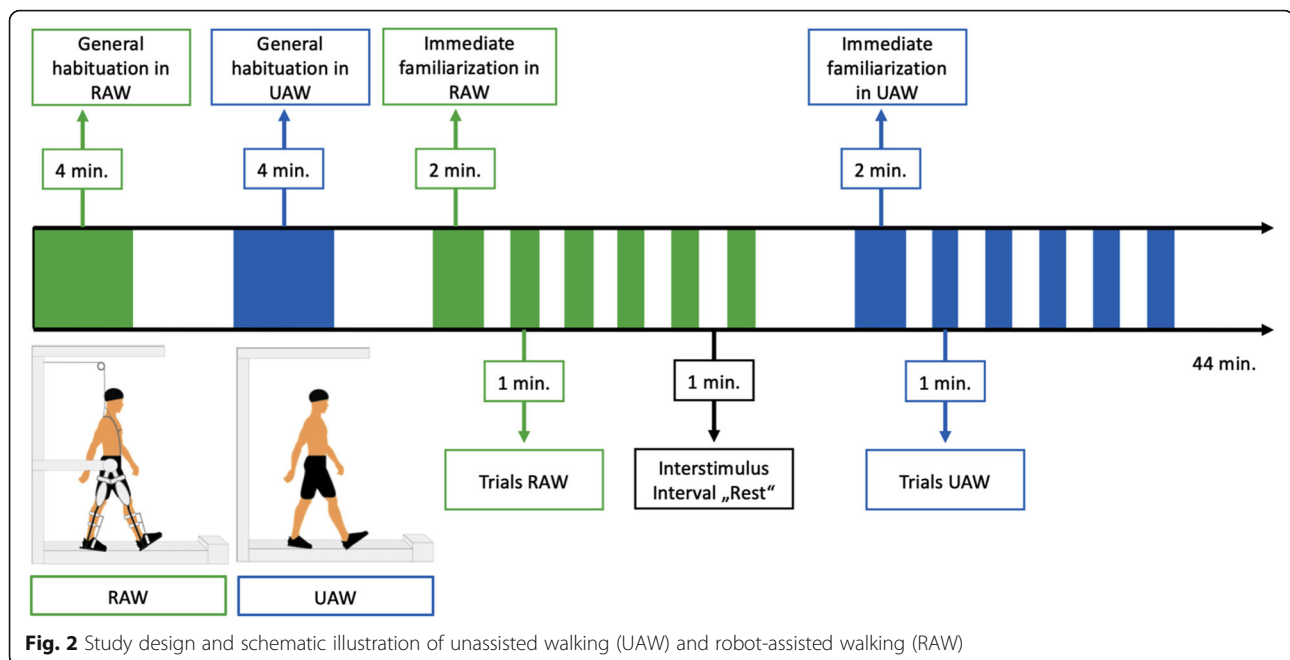 General
habituation in
RAW
General
habituation in
UAW
Immediate
familiarization in
RAW
Immediate
familiarization
in UAW
4 min.
4 min.
2 min.
2 min.
44 min.
1 min.
1 min.
1 min.
Trials RAW
Interstimulus
Interval „Rest“
Trials UAW
RAW
UAW
Fig. 2 Study design and schematic illustration of unassisted walking (UAW) and robot-assisted walking (RAW)